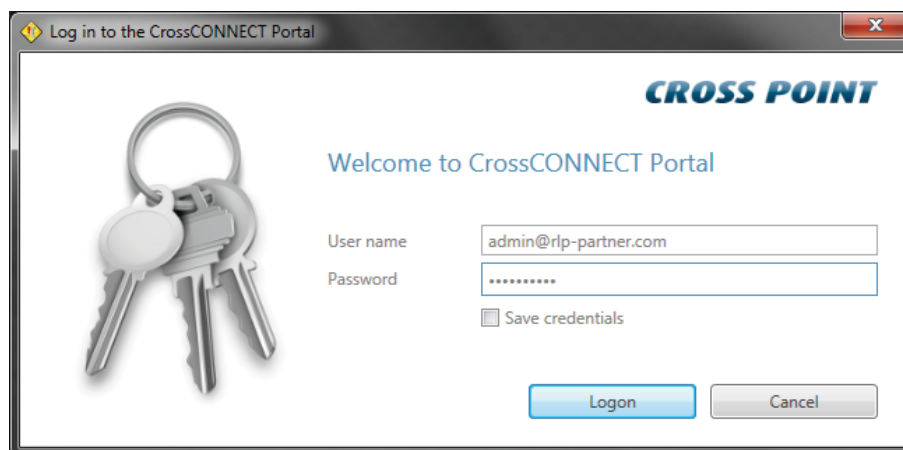 Log in to the CrossCONNECT Portal
CROSS POINT
Welcome to CrossCONNECT Portal
User name admin@rlp-partner.com
Password ••••••••••
Save credentials
Logon Cancel